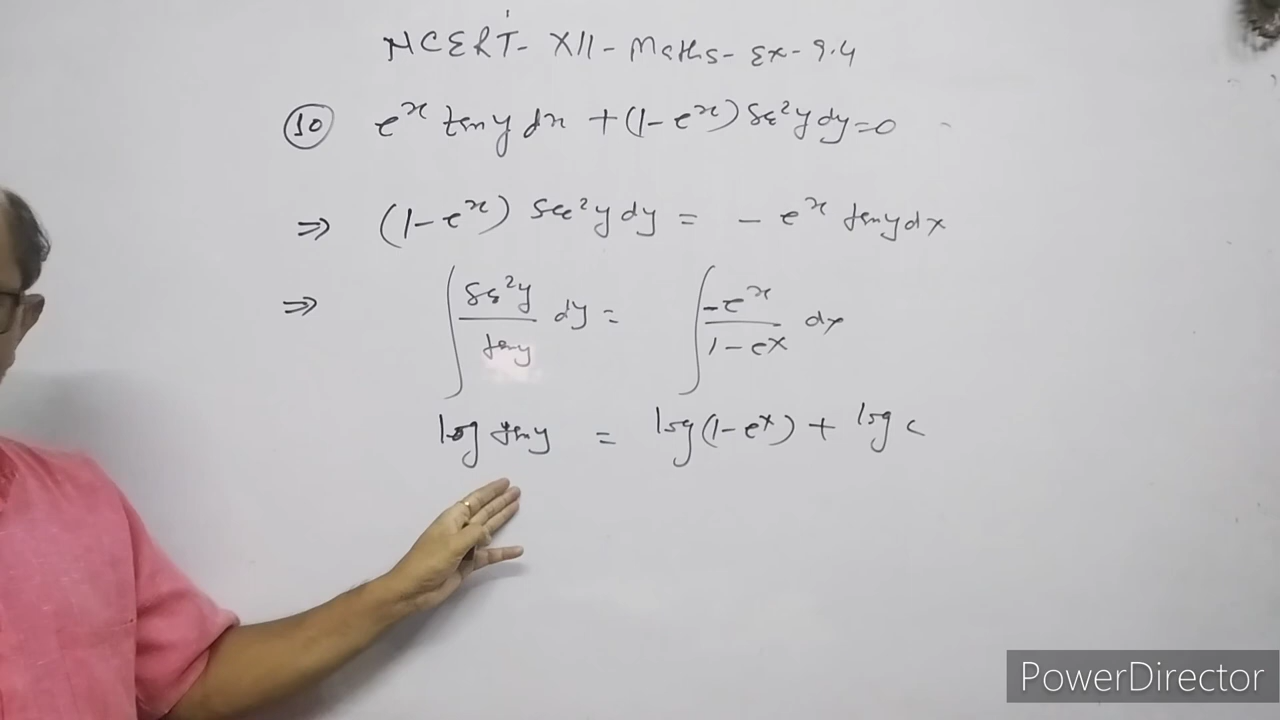 NCERT- XII - Maths - Ex - 9.4
(10) e^x tan y dx + (1 - e^x) sec²y dy = 0
⇒ (1 - e^x) sec²y dy = - e^x tan y dx
⇒ ∫ sec²y / tan y dy = ∫ -e^x / 1 - e^x dx
log tan y = log (1 - e^x) + log c
PowerDirector